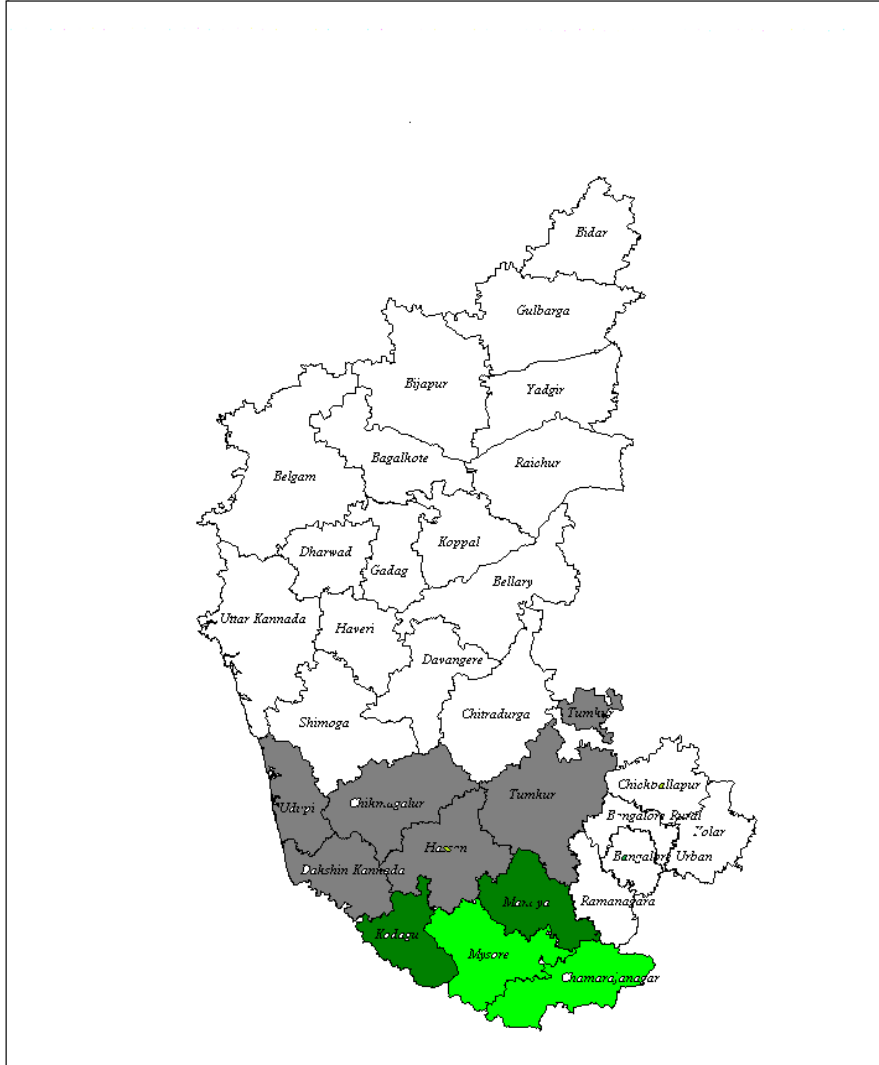 Bidar
Gulbarga
Bijapur
Yadgir
Bagalkote
Raichur
Belgam
Koppal
Dharwad
Gadag
Bellary
Uttar Kannada
Haveri
Davangere
Tumkur
Chitradurga
Shimoga
Chickballapur
Tumkur
Chikmagalur
Udupi
Bangalore Rural
Kolar
Hassan
Bangalore Urban
Dakshin Kannada
Mandya
Ramanagara
Kodagu
Mysore
Chamarajanagar